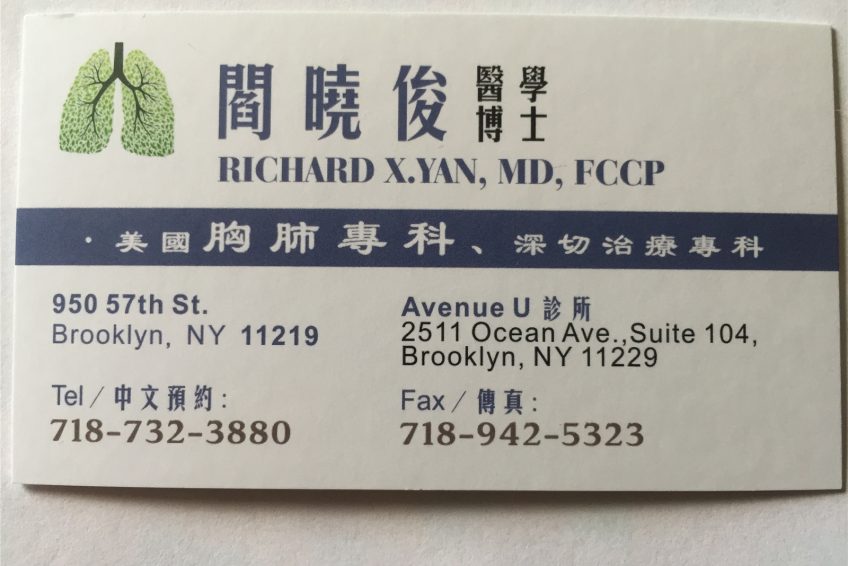 閻曉俊 醫學博士
RICHARD X.YAN, MD, FCCP
·美國胸肺專科、深切治療專科
950 57th St.
Brooklyn, NY 11219
Tel / 中文預約:
718-732-3880
Avenue U 診所
2511 Ocean Ave.,Suite 104,
Brooklyn, NY 11229
Fax / 傳真:
718-942-5323